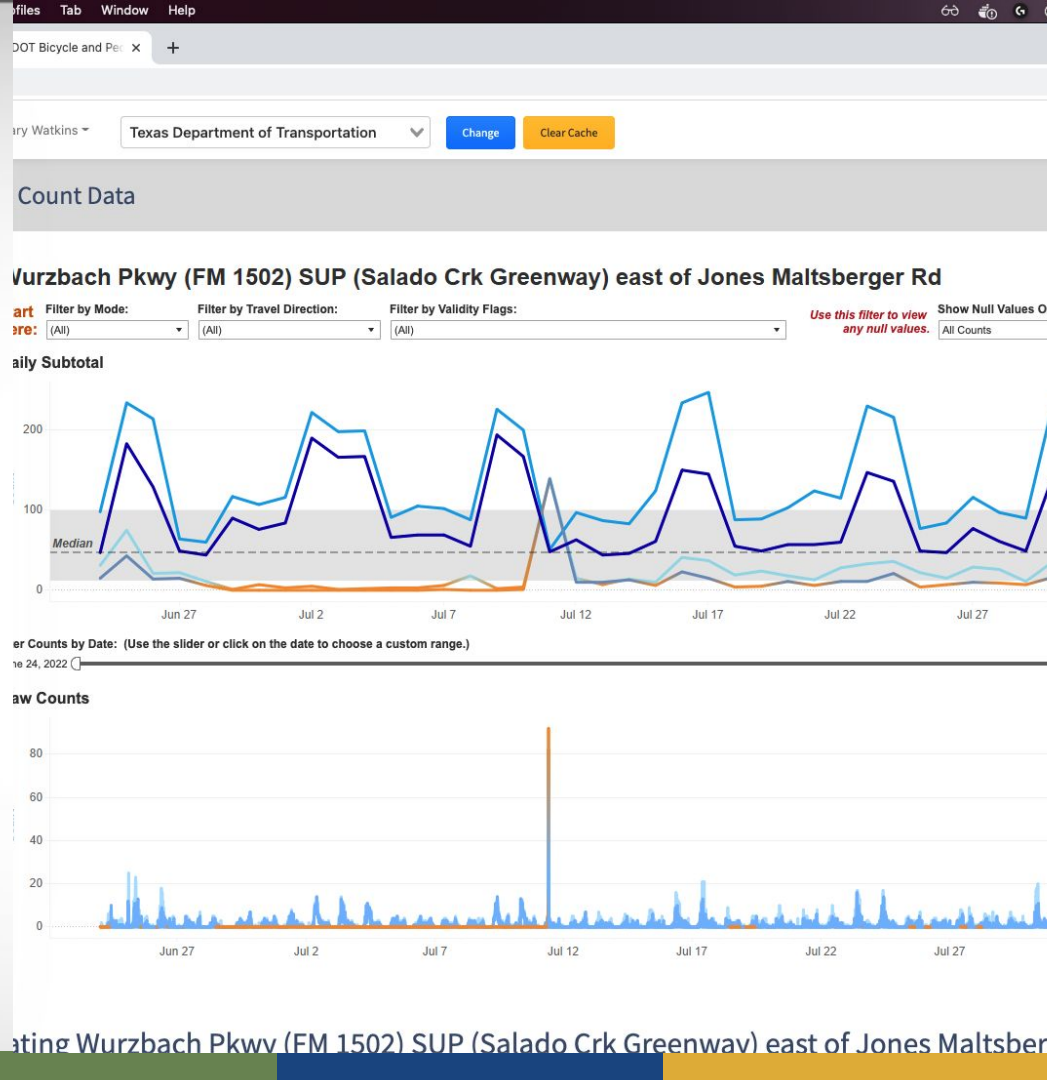 files Tab Window Help
DOT Bicycle and Pe
ary Watkins Texas Department of Transportation Change Clear Cache
Count Data
Wurzbach Pkwy (FM 1502) SUP (Salado Crk Greenway) east of Jones Maltsberger Rd
art Filter by Mode: Filter by Travel Direction: Filter by Validity Flags: Use this filter to view Show Null Values O
ere: (All) (All) (All) any null values. All Counts
aily Subtotal
200
100
Median
0
Jun 27 Jul 2 Jul 7 Jul 12 Jul 17 Jul 22 Jul 27
er Counts by Date: (Use the slider or click on the date to choose a custom range.)
ne 24, 2022
aw Counts
80
60
40
20
0
Jun 27 Jul 2 Jul 7 Jul 12 Jul 17 Jul 22 Jul 27
ating Wurzbach Pkwy (FM 1502) SUP (Salado Crk Greenway) east of Jones Maltsber